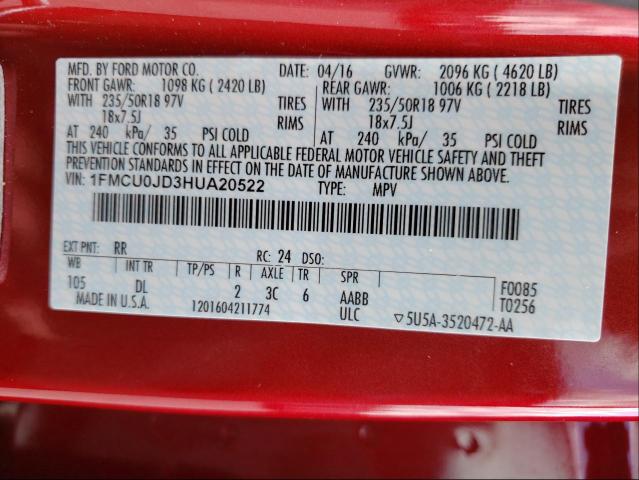 MFD. BY FORD MOTOR CO. DATE: 04/16 GVWR: 2096 KG ( 4620 LB)
FRONT GAWR: 1098 KG ( 2420 LB) REAR GAWR: 1006 KG ( 2218 LB)
WITH 235/50R18 97V TIRES WITH 235/50R18 97V TIRES
18x7.5J RIMS 18x7.5J RIMS
AT 240 kPa/ 35 PSI COLD AT 240 kPa/ 35 PSI COLD
THIS VEHICLE CONFORMS TO ALL APPLICABLE FEDERAL MOTOR VEHICLE SAFETY AND THEFT
PREVENTION STANDARDS IN EFFECT ON THE DATE OF MANUFACTURE SHOWN ABOVE.
VIN: 1FMCU0JD3HUA20522 TYPE: MPV
EXT PNT: RR RC: 24 DSO:
WB INT TR TP/PS R AXLE TR SPR F0085
105 DL 2 3C 6 AABB T0256
MADE IN U.S.A. 1201604211774 ULC ▽5U5A-3520472-AA